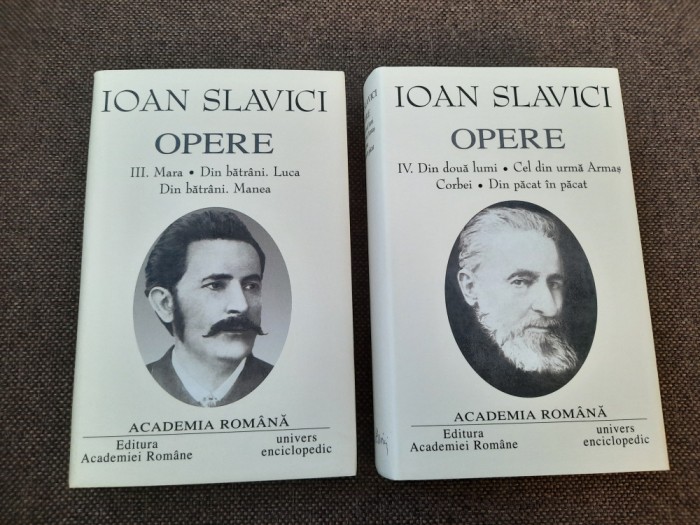 IOAN SLAVICI
OPERE
III. Mara • Din bătrâni. Luca
Din bătrâni. Manea
ACADEMIA ROMÂNĂ
Editura
Academiei Române
univers
enciclopedic
IOAN SLAVICI
OPERE
IV. Din două lumi • Cel din urmă Armaș
Corbei • Din păcat în păcat
ACADEMIA ROMÂNĂ
Editura
Academiei Române
univers
enciclopedic